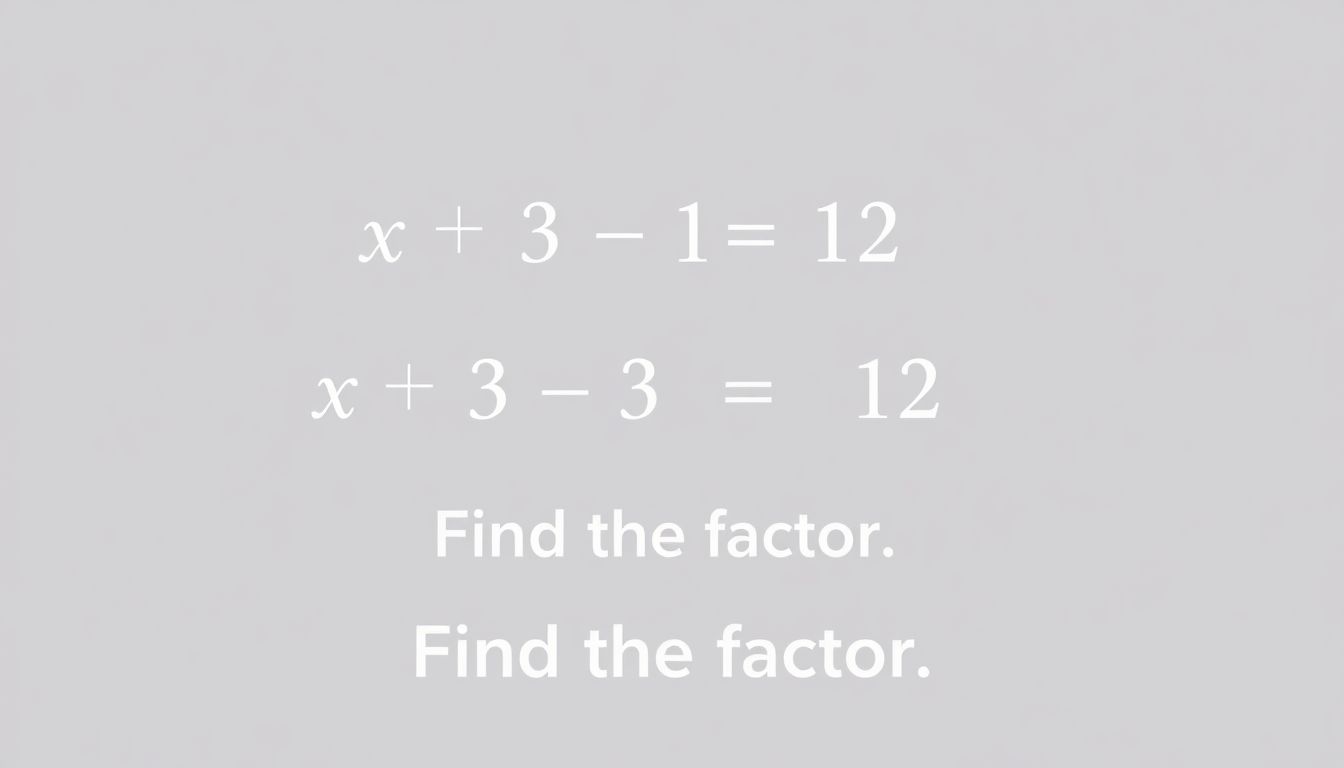 x + 3 − 1 = 12
x + 3 − 3 = 12
Find the factor.
Find the factor.